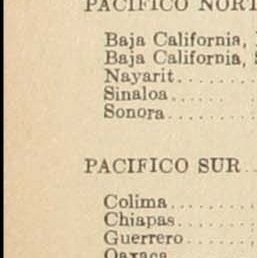 PACIFICO NORT
Baja California,
Baja California,
Nayarit.......
Sinaloa.......
Sonora........
PACIFICO SUR..
Colima........
Chiapas.......
Guerrero......
Oaxaca........